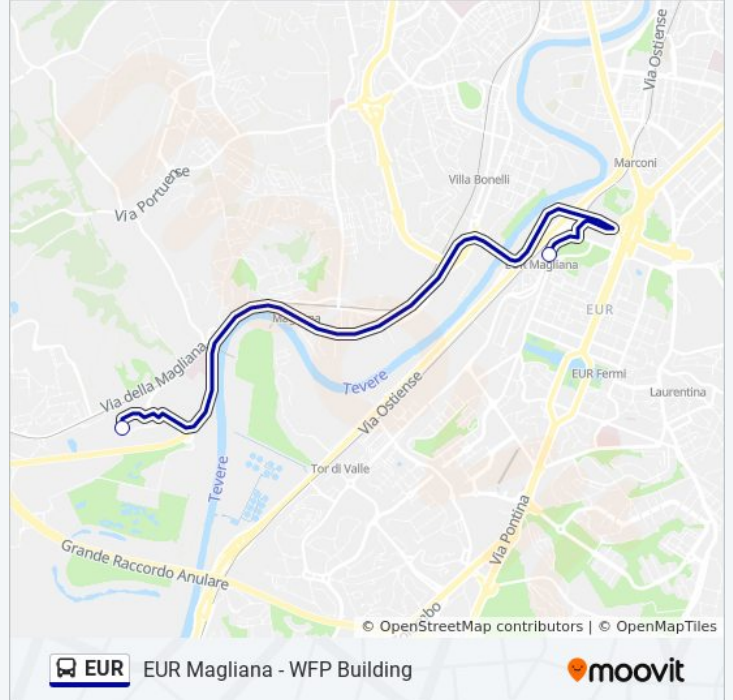 Via Ostiense
Marconi
Villa Bonelli
Via Portuense
EUR Magliana
EUR
Magliana
Via della Magliana
Tevere
EUR Fermi
Laurentina
Via Ostiense
Tor di Valle
Tevere
Via Pontina
Grande Raccordo Anulare
© OpenStreetMap contributors | © OpenMapTiles
EUR EUR Magliana - WFP Building
moovit